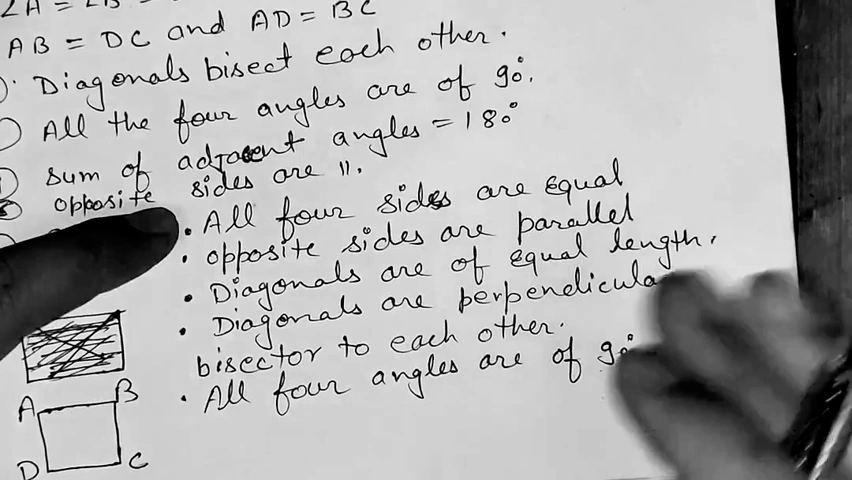 ∠A = ∠B =
AB = DC and AD = BC
Diagonals bisect each other.
All the four angles are of 90°.
sum of adjacent angles = 180°
opposite sides are ||.
• All four sides are equal
• opposite sides are parallel
• Diagonals are of equal length.
• Diagonals are perpendicular
bisector to each other.
• All four angles are of 90°
A B
D C